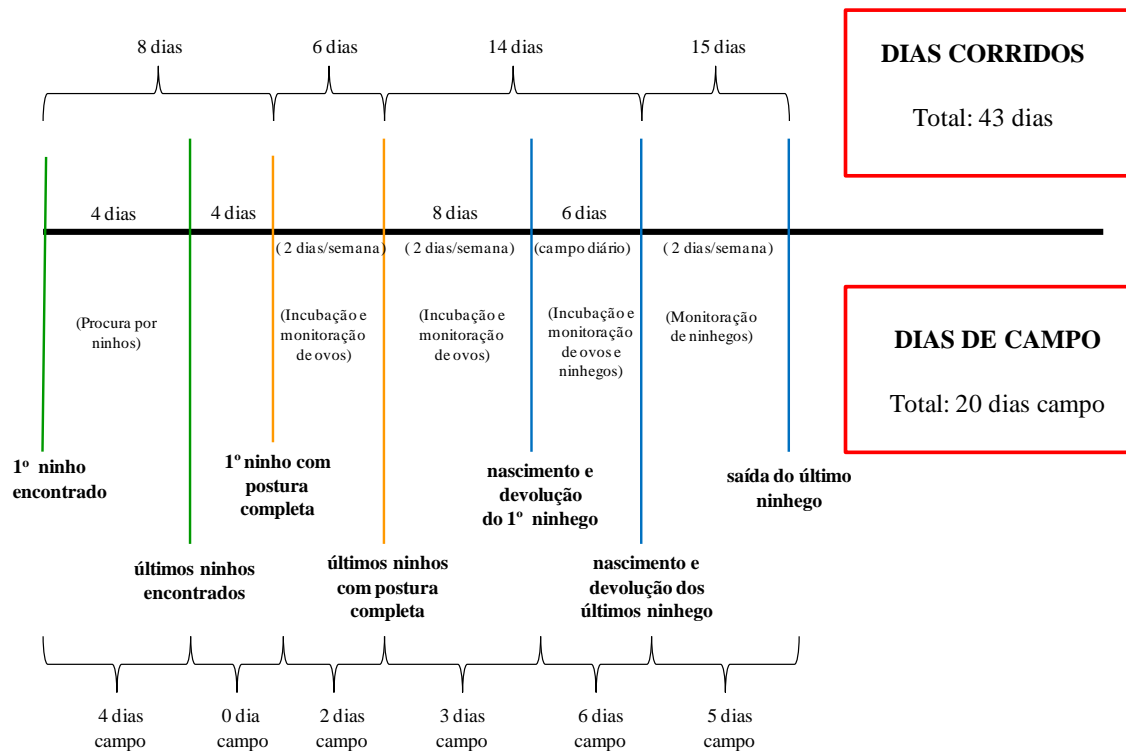 8 dias
6 dias
14 dias
15 dias
DIAS CORRIDOS
Total: 43 dias
4 dias
4 dias
8 dias
6 dias
( 2 dias/semana)
( 2 dias/semana)
(campo diário)
( 2 dias/semana)
(Procura por
ninhos)
(Incubação e
monitoração
de ovos)
(Incubação e
monitoração
de ovos)
(Incubação e
monitoração
de ovos e
ninhegos)
(Monitoração
de ninhegos)
DIAS DE CAMPO
Total: 20 dias campo
1º ninho
encontrado
1º ninho com
postura
completa
nascimento e
devolução
do 1º ninhego
saída do último
ninhego
últimos ninhos
encontrados
últimos ninhos
com postura
completa
nascimento e
devolução dos
últimos ninhego
4 dias
campo
0 dia
campo
2 dias
campo
3 dias
campo
6 dias
campo
5 dias
campo